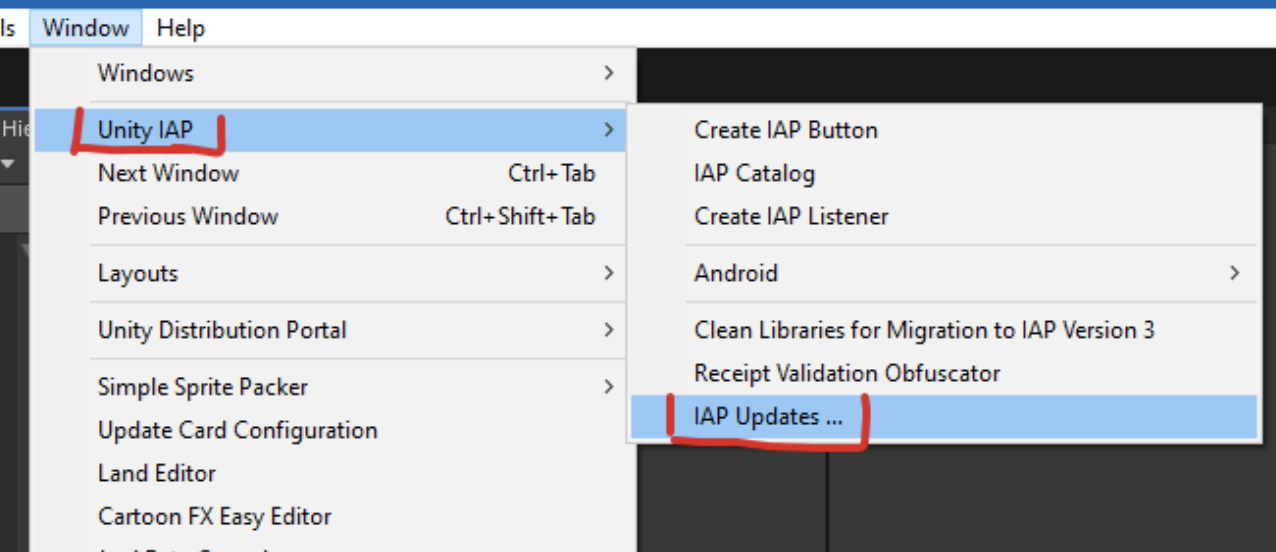 ls Window Help
Windows
Hie
Unity IAP
Next Window Ctrl+Tab
Previous Window Ctrl+Shift+Tab
Layouts
Unity Distribution Portal
Simple Sprite Packer
Update Card Configuration
Land Editor
Cartoon FX Easy Editor
Create IAP Button
IAP Catalog
Create IAP Listener
Android
Clean Libraries for Migration to IAP Version 3
Receipt Validation Obfuscator
IAP Updates ...